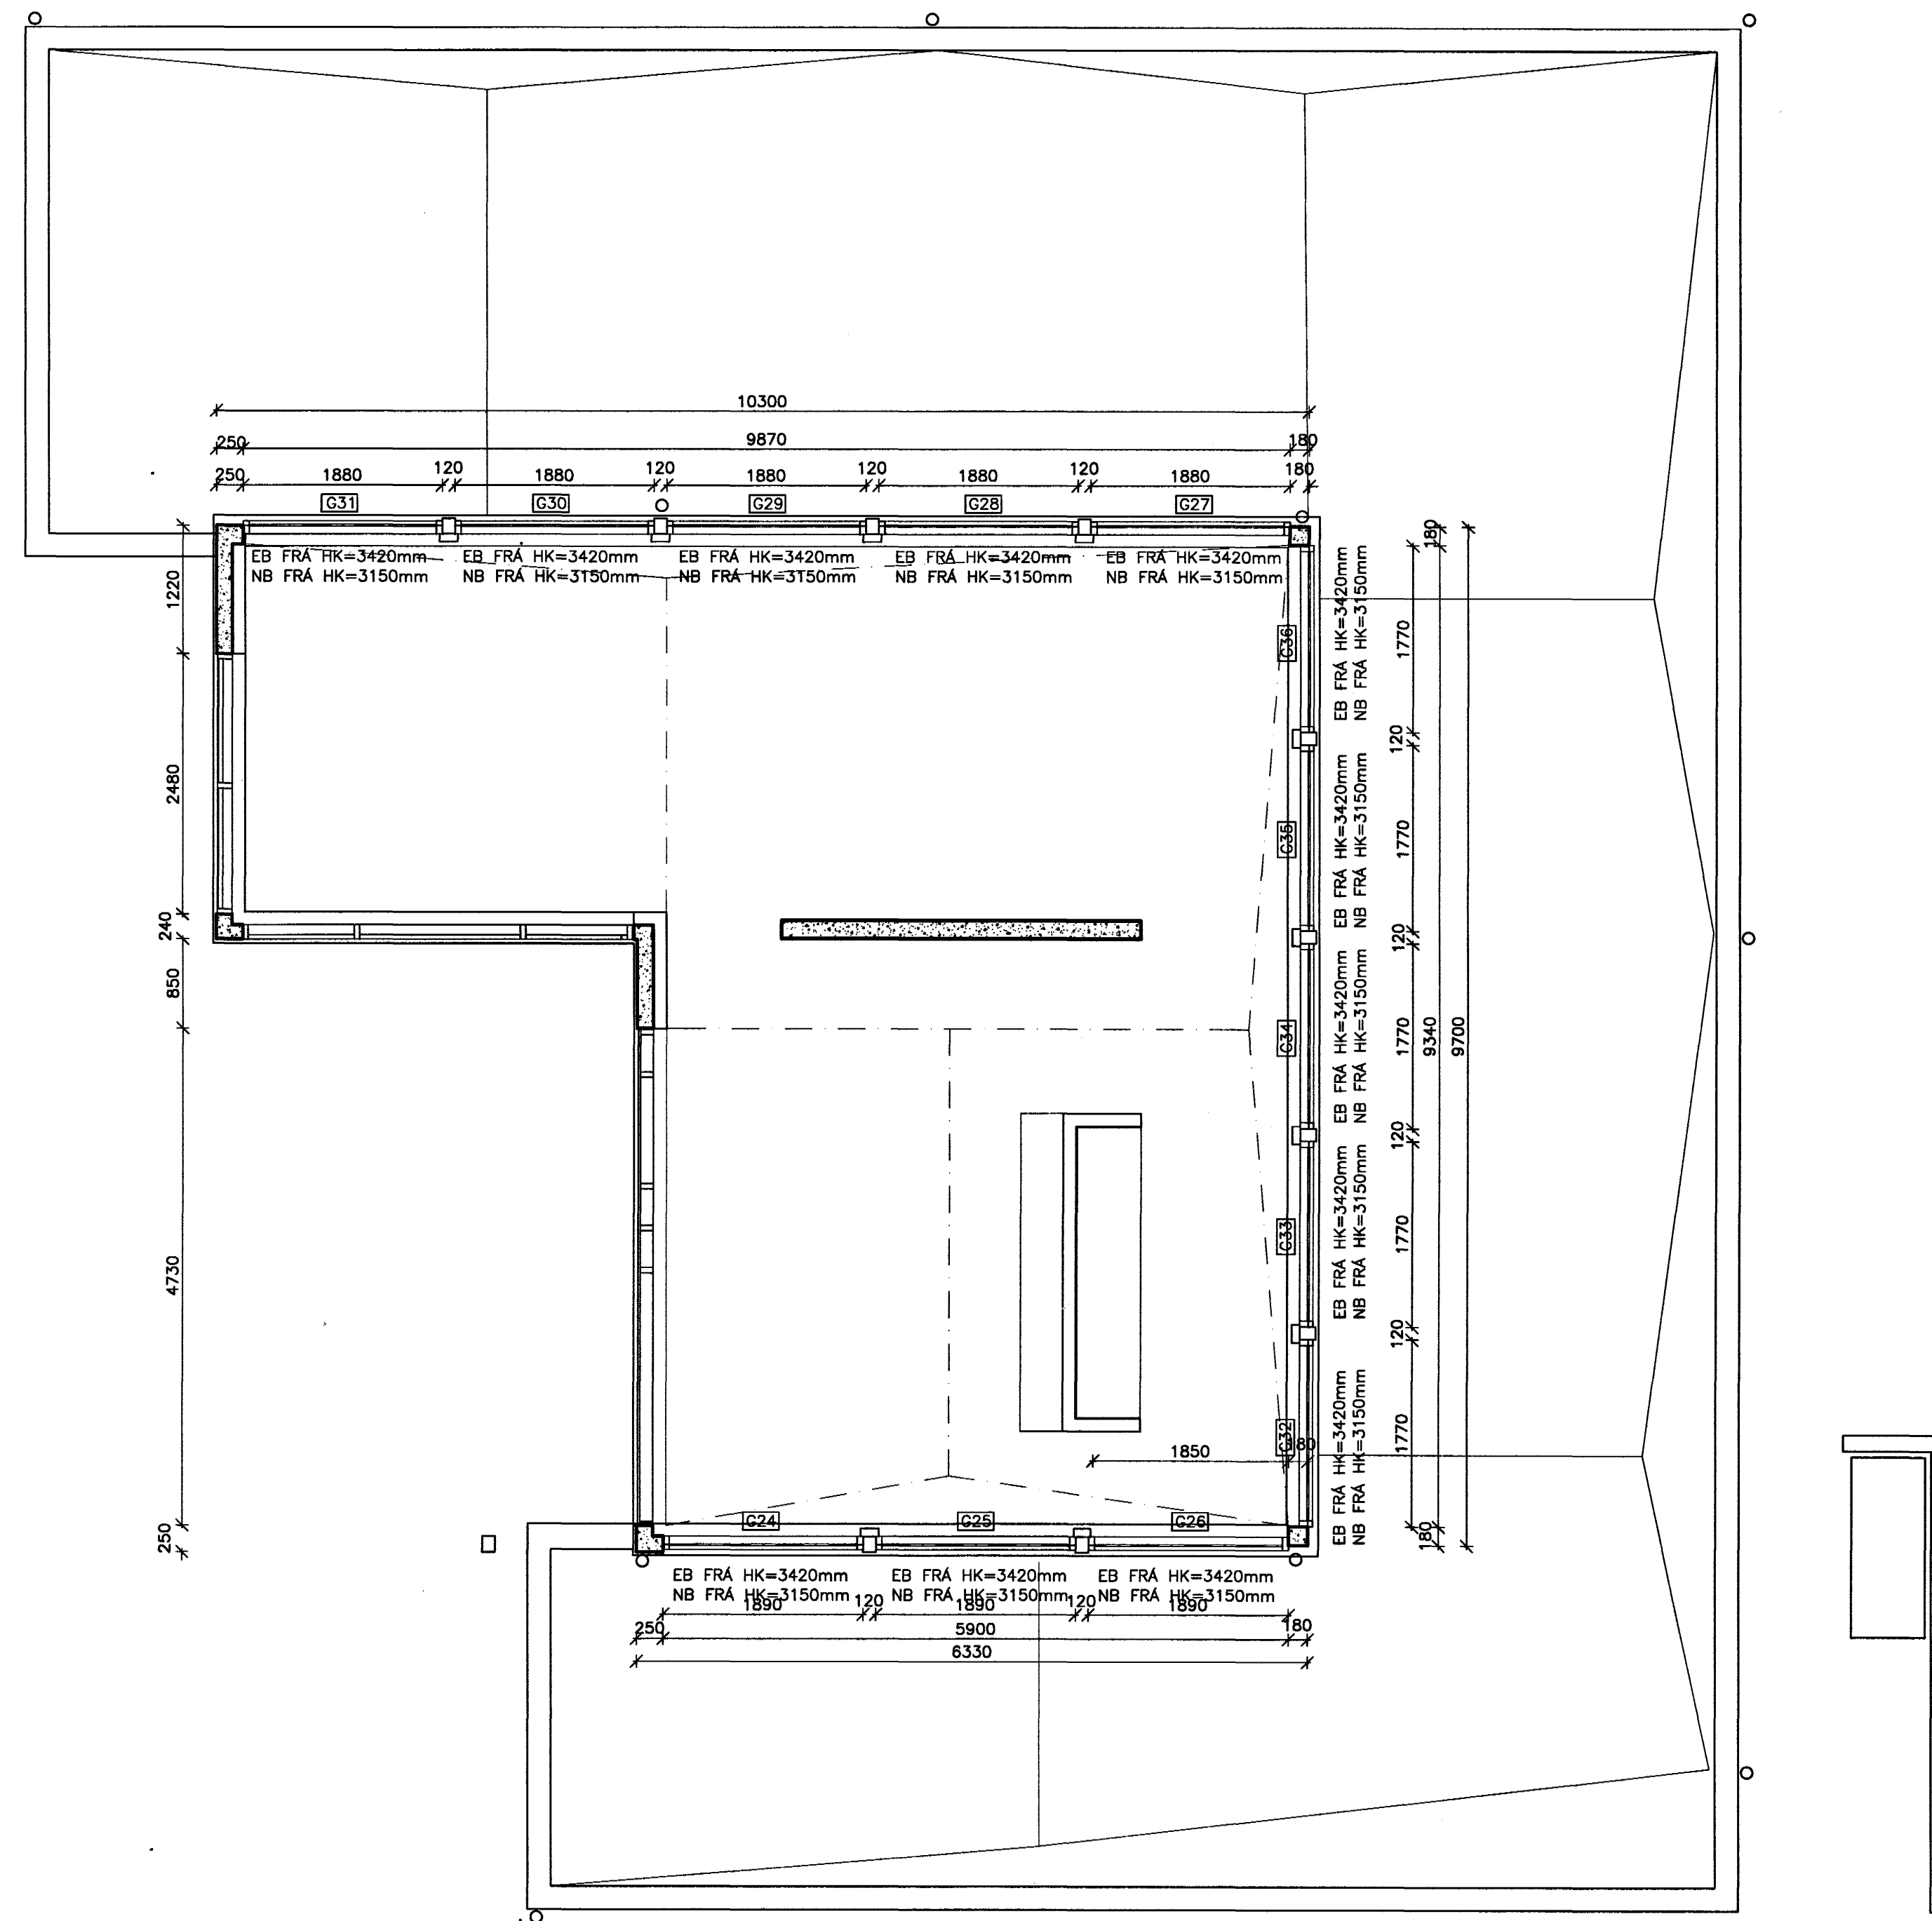 10300
250 9870 180
250 1880 120 1880 120 1880 120 1880 120 1880 180
G31 G30 G29 G28 G27
EB FRÁ HK=3420mm EB FRÁ HK=3420mm EB FRÁ HK=3420mm EB FRÁ HK=3420mm EB FRÁ HK=3420mm
NB FRÁ HK=3150mm NB FRÁ HK=3150mm NB FRÁ HK=3150mm NB FRÁ HK=3150mm NB FRÁ HK=3150mm
1220
2480
240
850
4730
250
G36
G35
G34
G33
G32
EB FRÁ HK=3420mm
NB FRÁ HK=3150mm
EB FRÁ HK=3420mm
NB FRÁ HK=3150mm
EB FRÁ HK=3420mm
NB FRÁ HK=3150mm
EB FRÁ HK=3420mm
NB FRÁ HK=3150mm
EB FRÁ HK=3420mm
NB FRÁ HK=3150mm
180
1770
120
1770
120
1770
120
1770
120
1770
180
9340
9700
1850 180
G24 G25 G26
EB FRÁ HK=3420mm EB FRÁ HK=3420mm EB FRÁ HK=3420mm
NB FRÁ HK=3150mm NB FRÁ HK=3150mm NB FRÁ HK=3150mm
1890 120 1890 120 1890
250 5900 180
6330